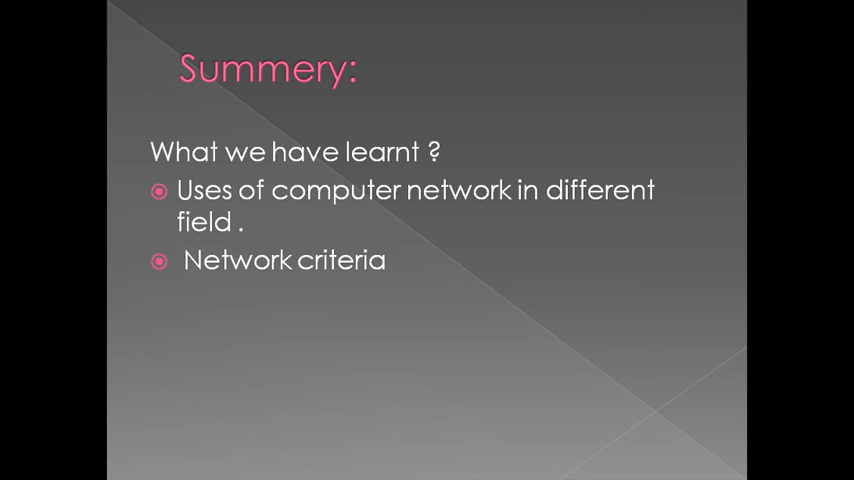 Summery:
What we have learnt ?
Uses of computer network in different
field .
Network criteria